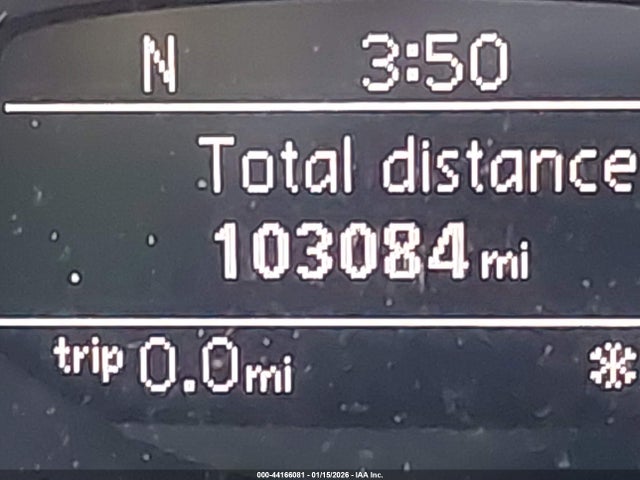 N 3:50
Total distance
103084 mi
trip 0.0 mi
000-44166081 - 01/15/2026 - IAA Inc.